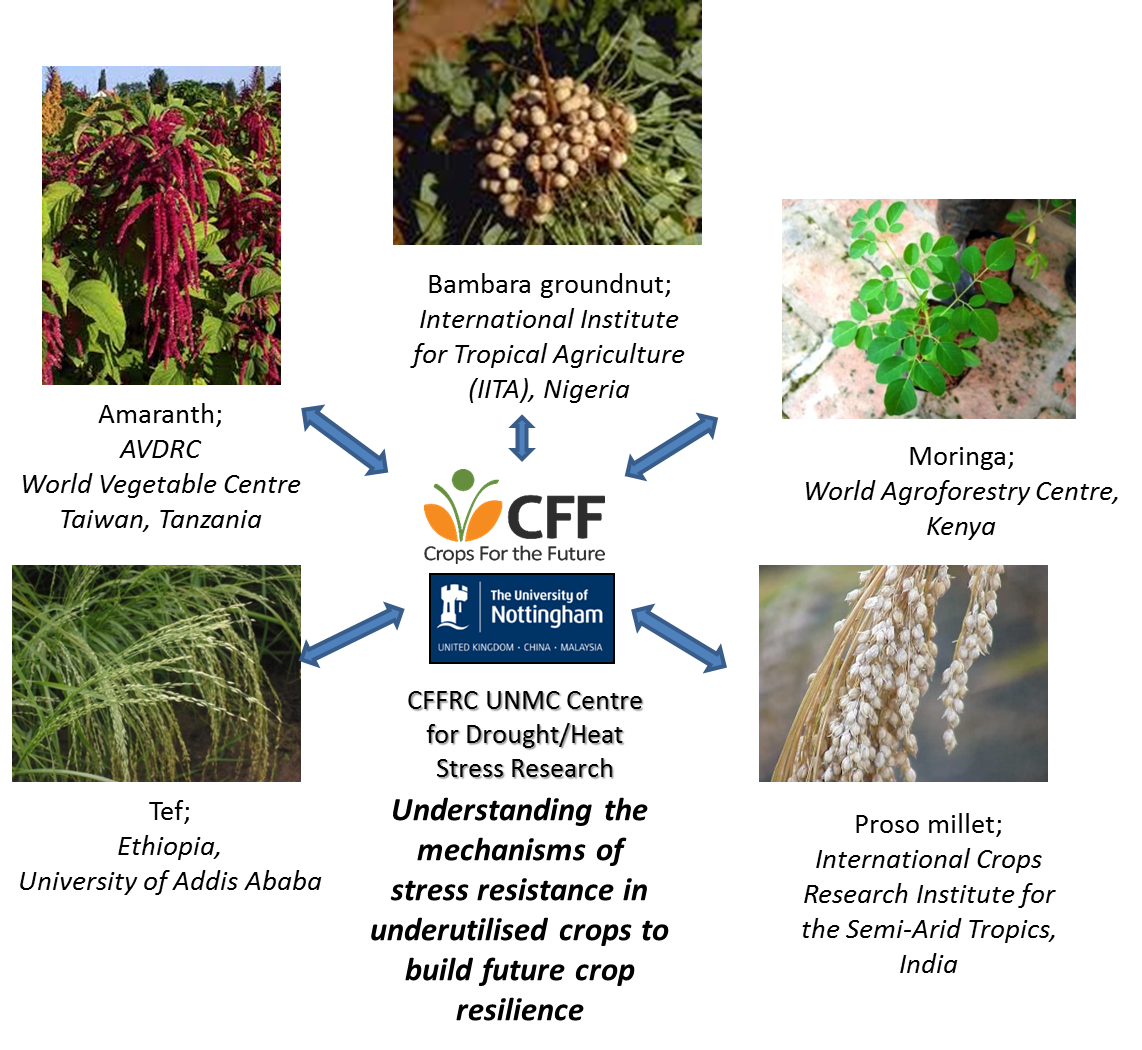 Bambara groundnut;
International Institute
for Tropical Agriculture
(IITA), Nigeria
Amaranth;
AVDRC
World Vegetable Centre
Taiwan, Tanzania
Moringa;
World Agroforestry Centre,
Kenya
CFF
Crops For the Future
The University of
Nottingham
UNITED KINGDOM · CHINA · MALAYSIA
CFFRC UNMC Centre
for Drought/Heat
Stress Research
Understanding the
mechanisms of
stress resistance in
underutilised crops to
build future crop
resilience
Tef;
Ethiopia,
University of Addis Ababa
Proso millet;
International Crops
Research Institute for
the Semi-Arid Tropics,
India